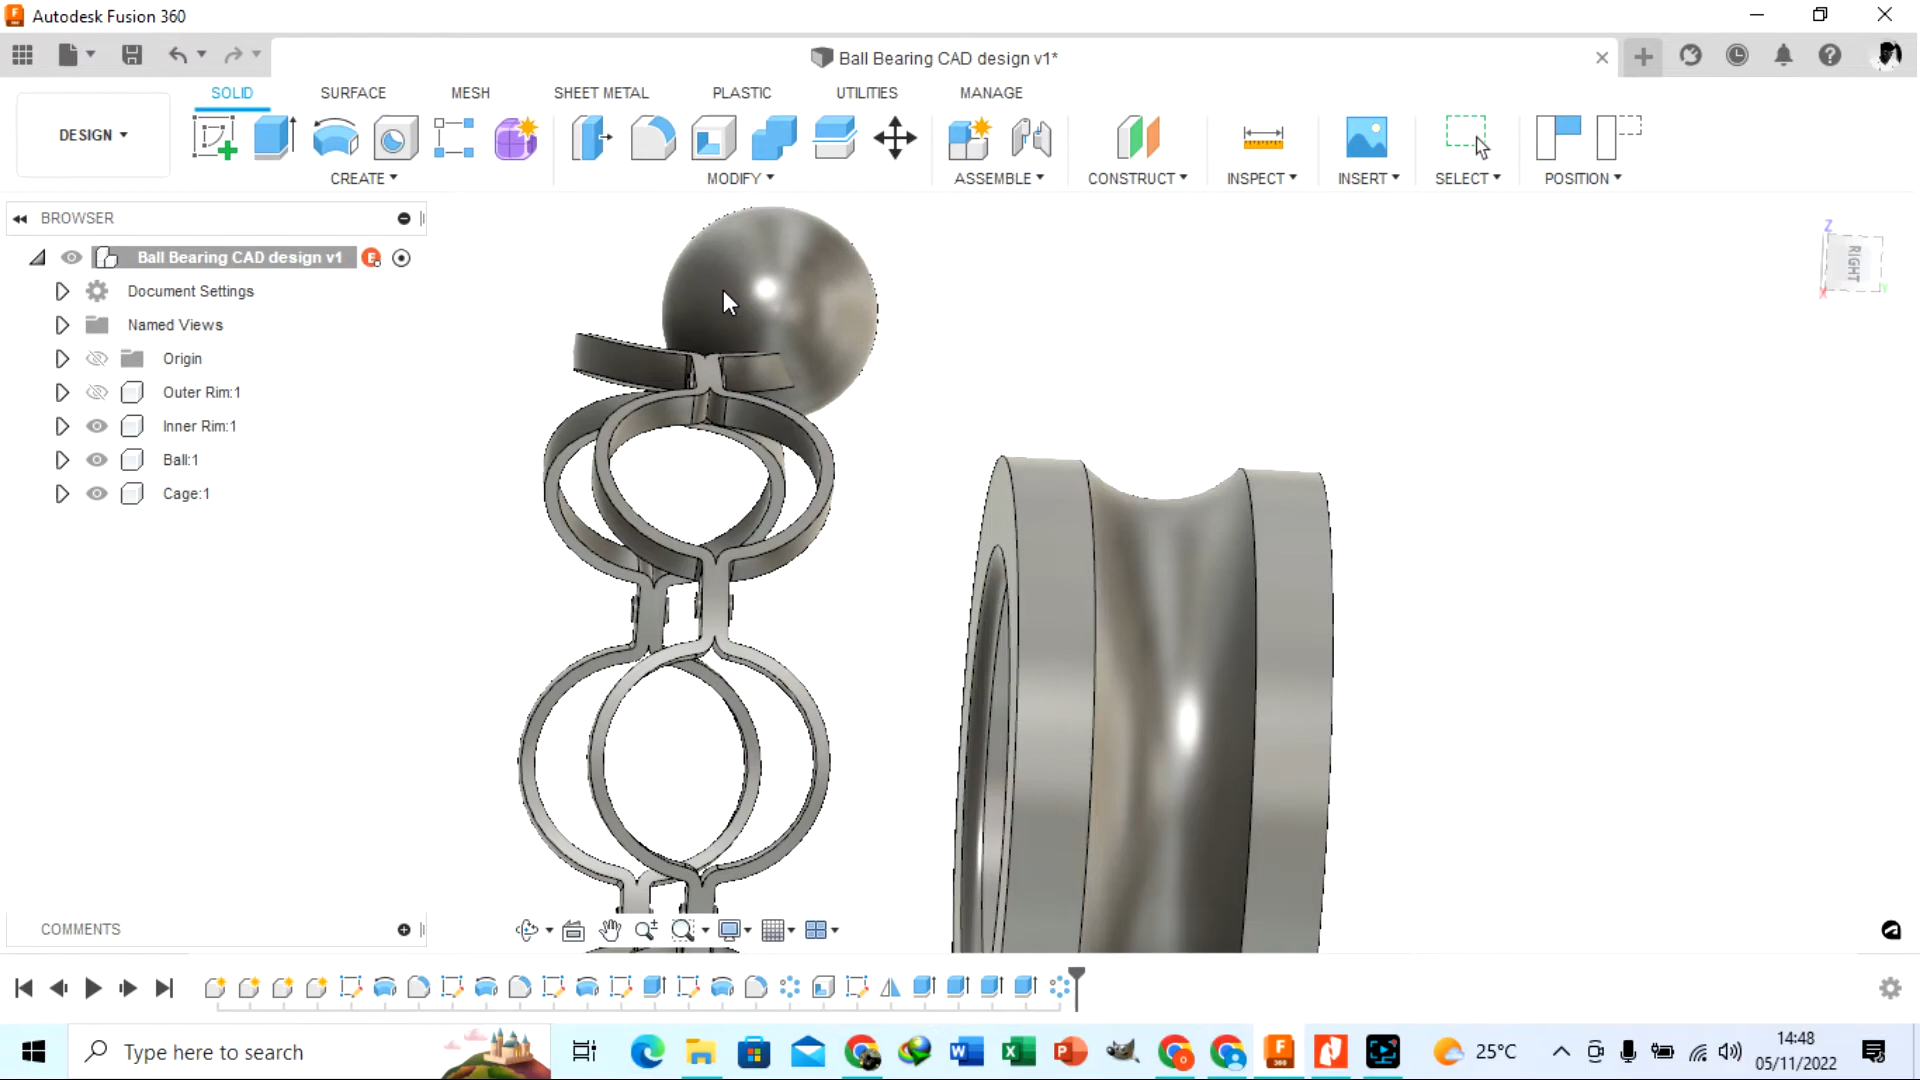 Autodesk Fusion 360
Ball Bearing CAD design v1*
DESIGN
SOLID
SURFACE
MESH
SHEET METAL
PLASTIC
UTILITIES
MANAGE
CREATE
MODIFY
ASSEMBLE
CONSTRUCT
INSPECT
INSERT
SELECT
POSITION
BROWSER
Ball Bearing CAD design v1
Document Settings
Named Views
Origin
Outer Rim:1
Inner Rim:1
Ball:1
Cage:1
Z
RIGHT
X
Y
COMMENTS
Type here to search
25°C
14:48
05/11/2022